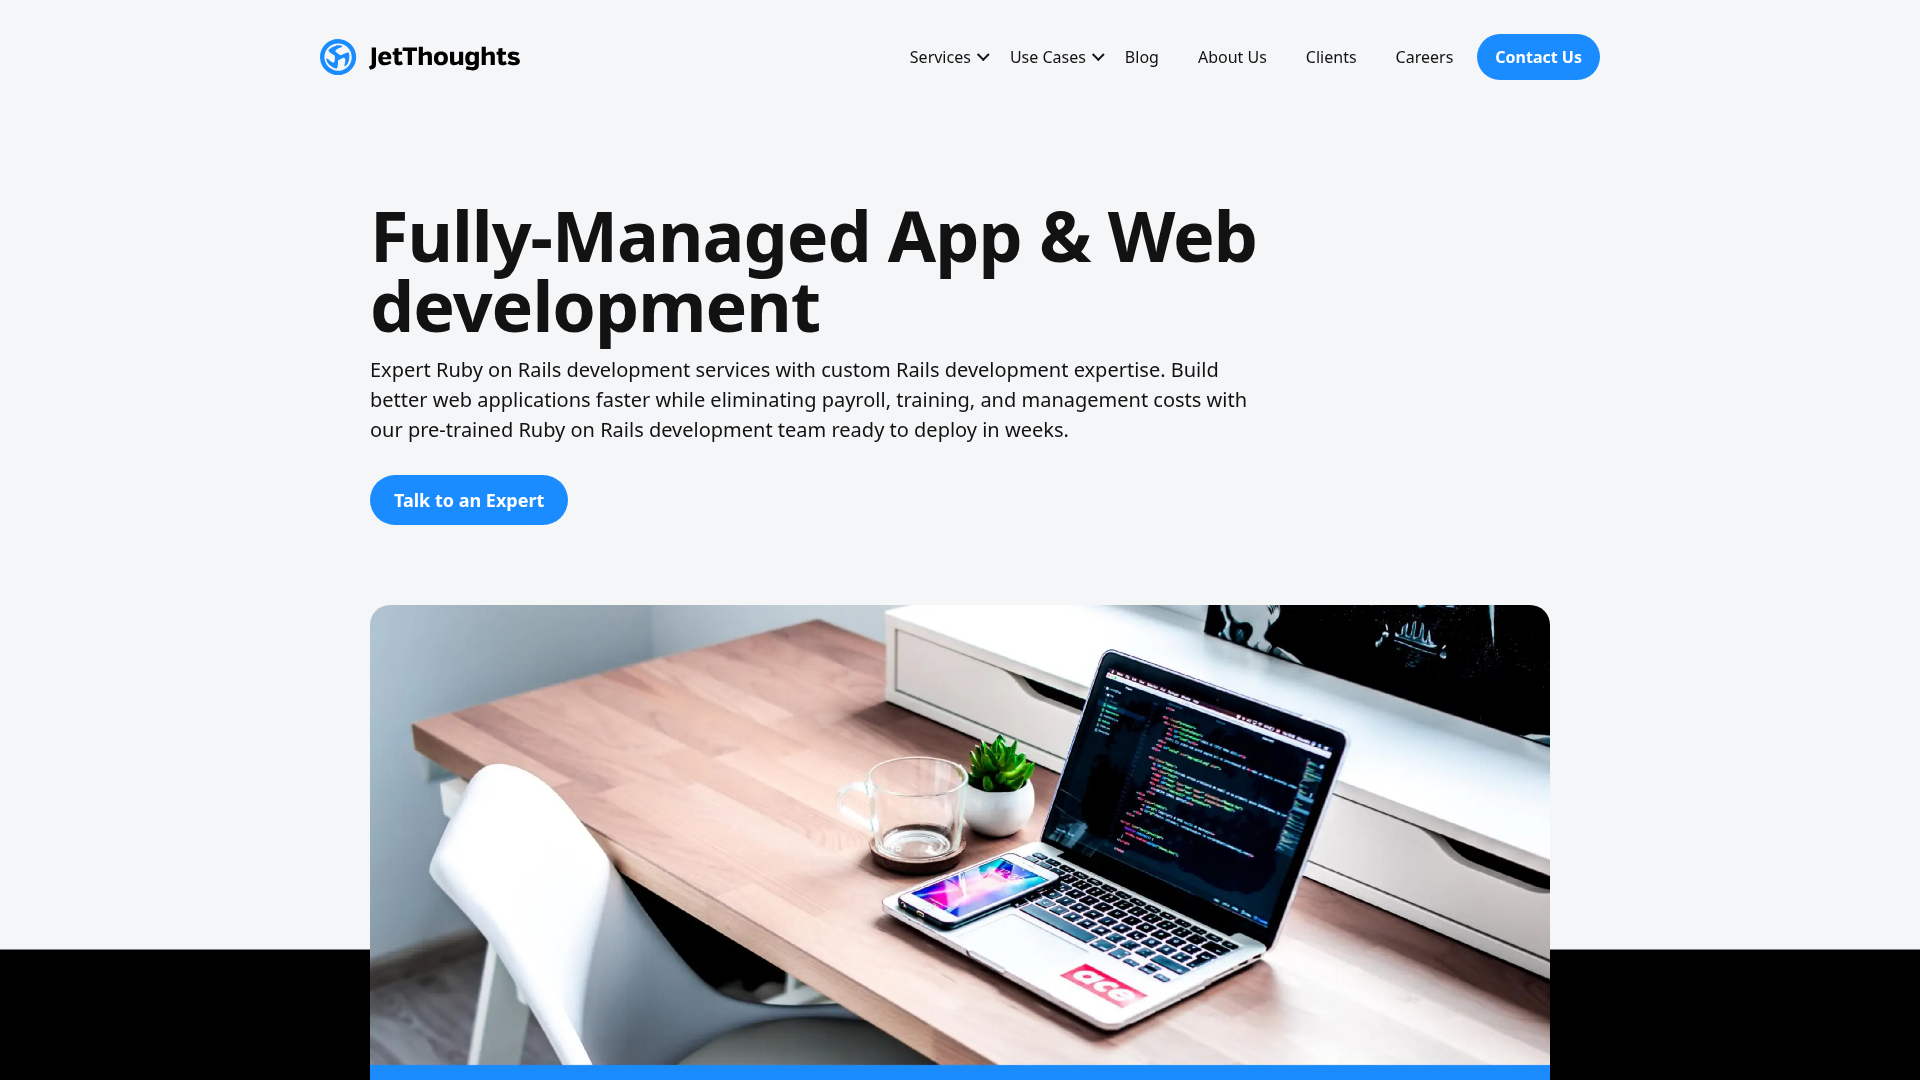 JetThoughts
Services
Use Cases
Blog
About Us
Clients
Careers
Contact Us
Fully-Managed App & Web
development
Expert Ruby on Rails development services with custom Rails development expertise. Build
better web applications faster while eliminating payroll, training, and management costs with
our pre-trained Ruby on Rails development team ready to deploy in weeks.
Talk to an Expert
ace